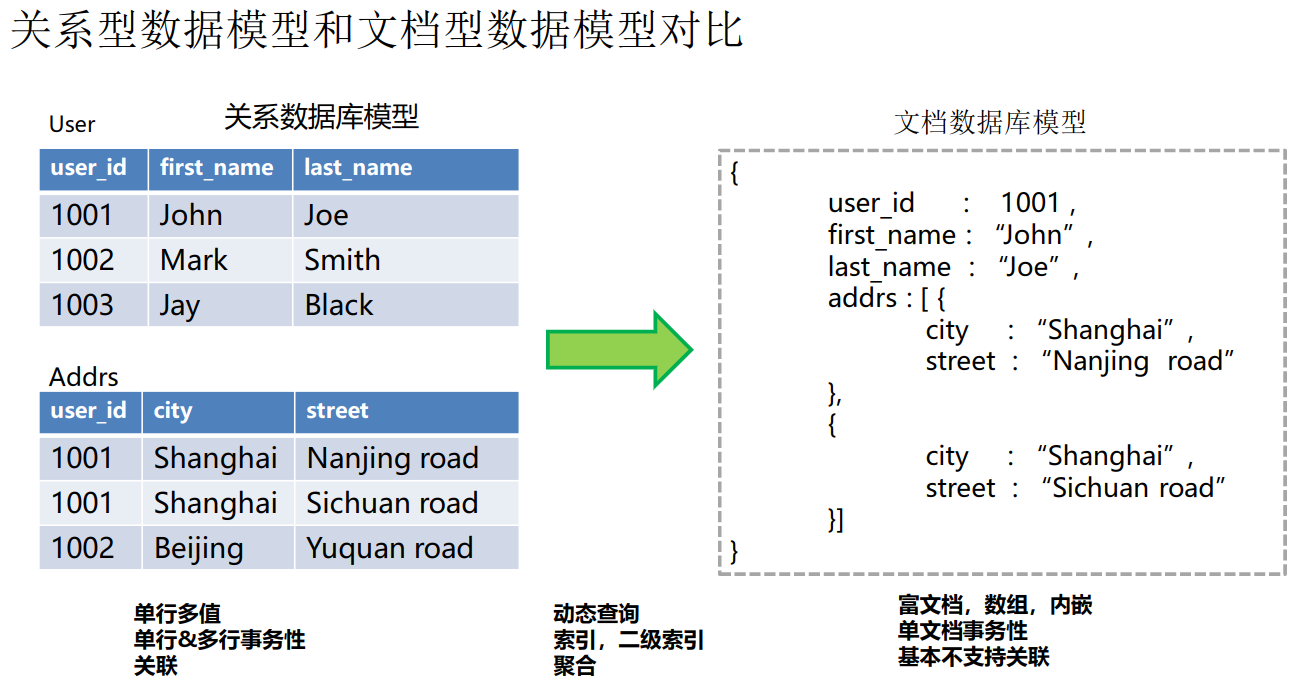 关系型数据模型和文档型数据模型对比
关系数据库模型
User
user_id first_name last_name
1001 John Joe
1002 Mark Smith
1003 Jay Black
Addrs
user_id city street
1001 Shanghai Nanjing road
1001 Shanghai Sichuan road
1002 Beijing Yuquan road
单行多值
单行&多行事务性
关联
动态查询
索引，二级索引
聚合
文档数据库模型
{
user_id : 1001 ,
first_name : “John” ,
last_name : “Joe” ,
addrs : [ {
city : “Shanghai” ,
street : “Nanjing road”
},
{
city : “Shanghai” ,
street : “Sichuan road”
}]
}
富文档，数组，内嵌
单文档事务性
基本不支持关联